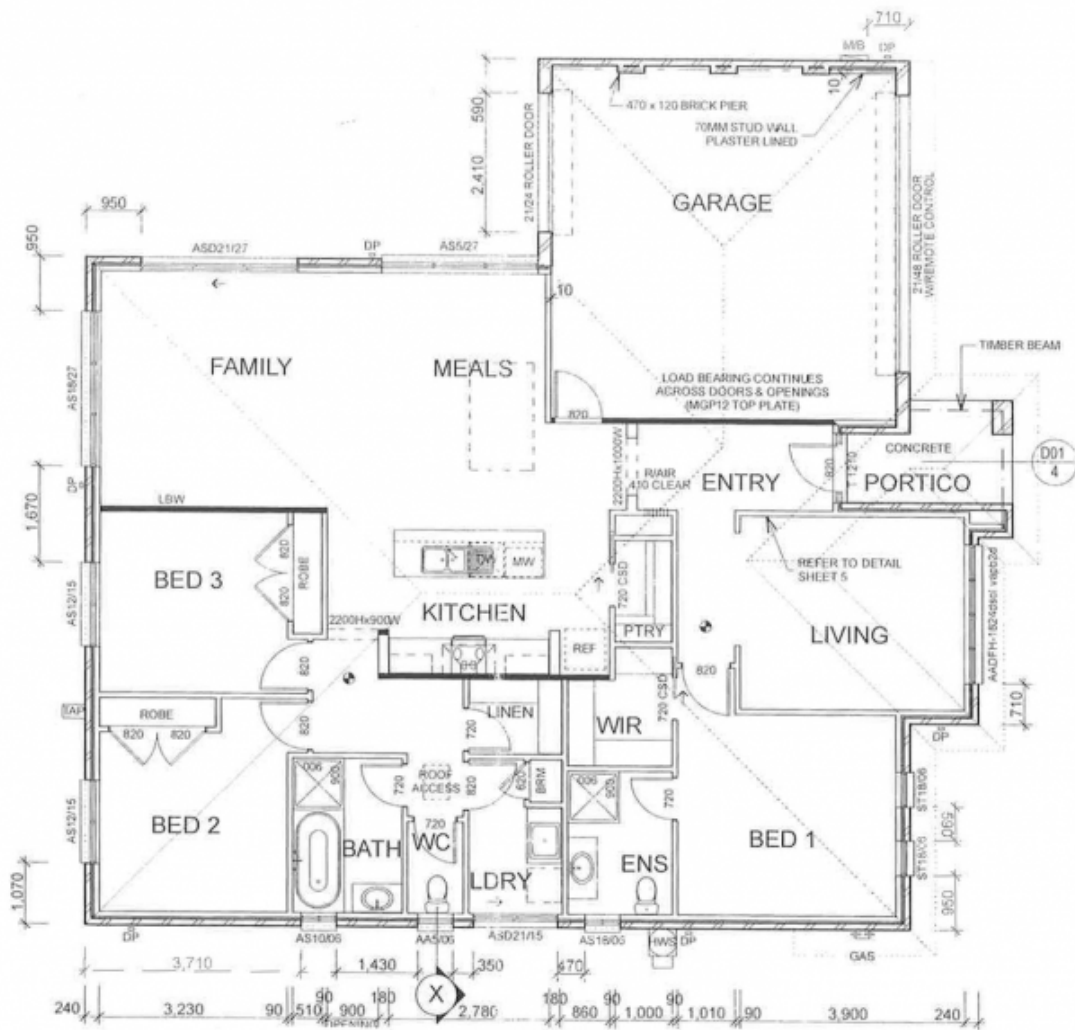 710
M/B
DP
10
470 x 120 BRICK PIER
70MM STUD WALL
PLASTER LINED
590
2,410
21/24 ROLLER DOOR
GARAGE
21/48 ROLLER DOOR
W/REMOTE CONTROL
950
950
ASD21/27
DP
AS5/27
10
TIMBER BEAM
FAMILY
MEALS
LOAD BEARING CONTINUES
ACROSS DOORS & OPENINGS
(MGP12 TOP PLATE)
820
AS18/27
2200Hx1000W
R/AIR
410 CLEAR
ENTRY
820
1210
CONCRETE
PORTICO
D01
4
DP
LBW
1,670
BED 3
820
820
ROBE
DW
MW
720 CSD
REFER TO DETAIL
SHEET 5
AS12/15
KITCHEN
2200Hx900W
PTRY
LIVING
REF
820
820
720 CSD
710
TAP
ROBE
820
820
820
LINEN
720
WIR
DP
900
900
720
ROOF
ACCESS
820
620
BRM
900
900
720
ST18/06
590
ST18/06
AS12/15
BED 2
BATH
720
WC
LDRY
ENS
BED 1
1,070
950
DP
AS10/06
AA5/06
ASD21/15
AS18/06
HWS
DP
GAS
3,710
1,430
350
470
X
240
3,230
90
510
90
900
180
2,780
180
860
90
1,000
90
1,010
90
3,900
240
OPENING